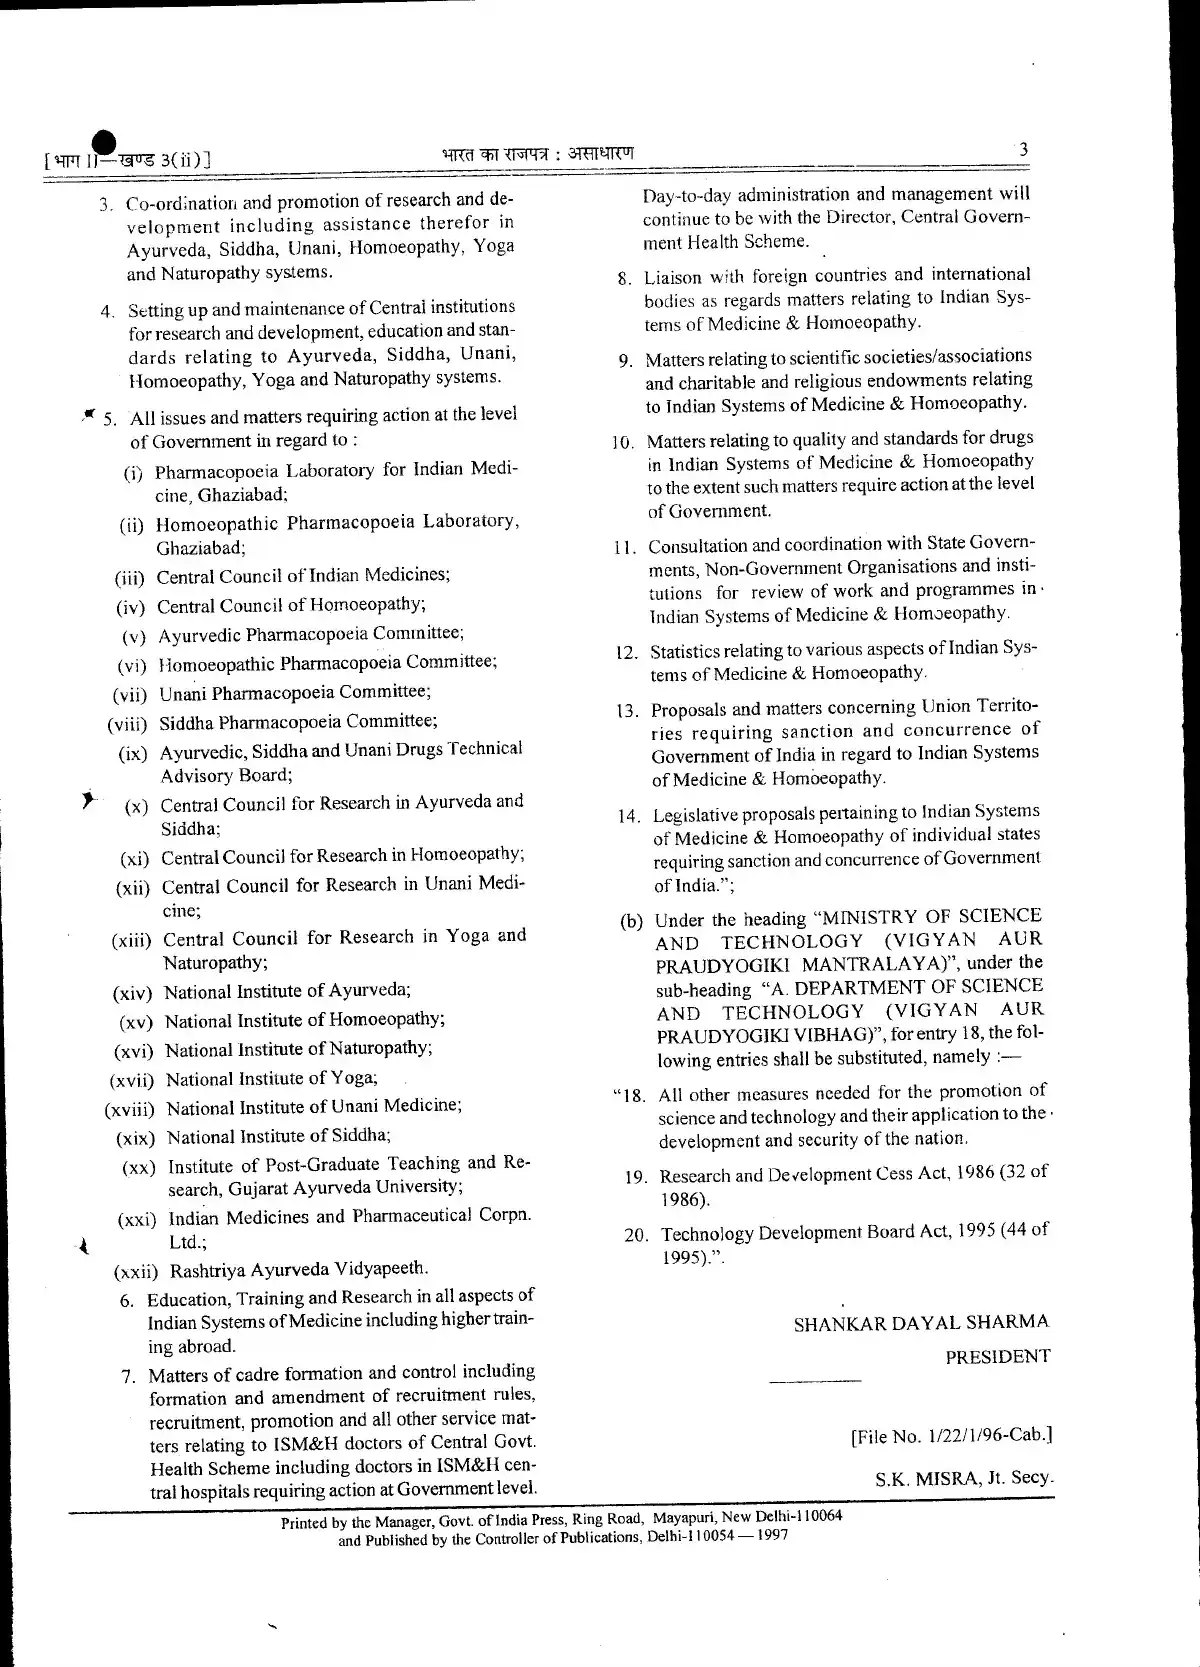 [ भाग II—खण्ड 3(ii) ]
भारत का राजपत्र : असाधारण
3
3. Co-ordination and promotion of research and de-
velopment including assistance therefor in
Ayurveda, Siddha, Unani, Homoeopathy, Yoga
and Naturopathy systems.
4. Setting up and maintenance of Central institutions
for research and development, education and stan-
dards relating to Ayurveda, Siddha, Unani,
Homoeopathy, Yoga and Naturopathy systems.
5. All issues and matters requiring action at the level
of Government in regard to :
(i) Pharmacopoeia Laboratory for Indian Medi-
cine, Ghaziabad;
(ii) Homoeopathic Pharmacopoeia Laboratory,
Ghaziabad;
(iii) Central Council of Indian Medicines;
(iv) Central Council of Homoeopathy;
(v) Ayurvedic Pharmacopoeia Committee;
(vi) Homoeopathic Pharmacopoeia Committee;
(vii) Unani Pharmacopoeia Committee;
(viii) Siddha Pharmacopoeia Committee;
(ix) Ayurvedic, Siddha and Unani Drugs Technical
Advisory Board;
(x) Central Council for Research in Ayurveda and
Siddha;
(xi) Central Council for Research in Homoeopathy;
(xii) Central Council for Research in Unani Medi-
cine;
(xiii) Central Council for Research in Yoga and
Naturopathy;
(xiv) National Institute of Ayurveda;
(xv) National Institute of Homoeopathy;
(xvi) National Institute of Naturopathy;
(xvii) National Institute of Yoga;
(xviii) National Institute of Unani Medicine;
(xix) National Institute of Siddha;
(xx) Institute of Post-Graduate Teaching and Re-
search, Gujarat Ayurveda University;
(xxi) Indian Medicines and Pharmaceutical Corpn.
Ltd.;
(xxii) Rashtriya Ayurveda Vidyapeeth.
6. Education, Training and Research in all aspects of
Indian Systems of Medicine including higher train-
ing abroad.
7. Matters of cadre formation and control including
formation and amendment of recruitment rules,
recruitment, promotion and all other service mat-
ters relating to ISM&H doctors of Central Govt.
Health Scheme including doctors in ISM&H cen-
tral hospitals requiring action at Government level.
Day-to-day administration and management will
continue to be with the Director, Central Govern-
ment Health Scheme.
8. Liaison with foreign countries and international
bodies as regards matters relating to Indian Sys-
tems of Medicine & Homoeopathy.
9. Matters relating to scientific societies/associations
and charitable and religious endowments relating
to Indian Systems of Medicine & Homoeopathy.
10. Matters relating to quality and standards for drugs
in Indian Systems of Medicine & Homoeopathy
to the extent such matters require action at the level
of Government.
11. Consultation and coordination with State Govern-
ments, Non-Government Organisations and insti-
tutions for review of work and programmes in
Indian Systems of Medicine & Homoeopathy.
12. Statistics relating to various aspects of Indian Sys-
tems of Medicine & Homoeopathy.
13. Proposals and matters concerning Union Territo-
ries requiring sanction and concurrence of
Government of India in regard to Indian Systems
of Medicine & Homoeopathy.
14. Legislative proposals pertaining to Indian Systems
of Medicine & Homoeopathy of individual states
requiring sanction and concurrence of Government
of India.";
(b) Under the heading "MINISTRY OF SCIENCE
AND TECHNOLOGY (VIGYAN AUR
PRAUDYOGIKI MANTRALAYA)", under the
sub-heading "A. DEPARTMENT OF SCIENCE
AND TECHNOLOGY (VIGYAN AUR
PRAUDYOGIKI VIBHAG)", for entry 18, the fol-
lowing entries shall be substituted, namely :—
"18. All other measures needed for the promotion of
science and technology and their application to the
development and security of the nation.
19. Research and Development Cess Act, 1986 (32 of
1986).
20. Technology Development Board Act, 1995 (44 of
1995).".
SHANKAR DAYAL SHARMA
PRESIDENT
[File No. 1/22/1/96-Cab.]
S.K. MISRA, Jt. Secy.
Printed by the Manager, Govt. of India Press, Ring Road, Mayapuri, New Delhi-110064
and Published by the Controller of Publications, Delhi-110054 — 1997